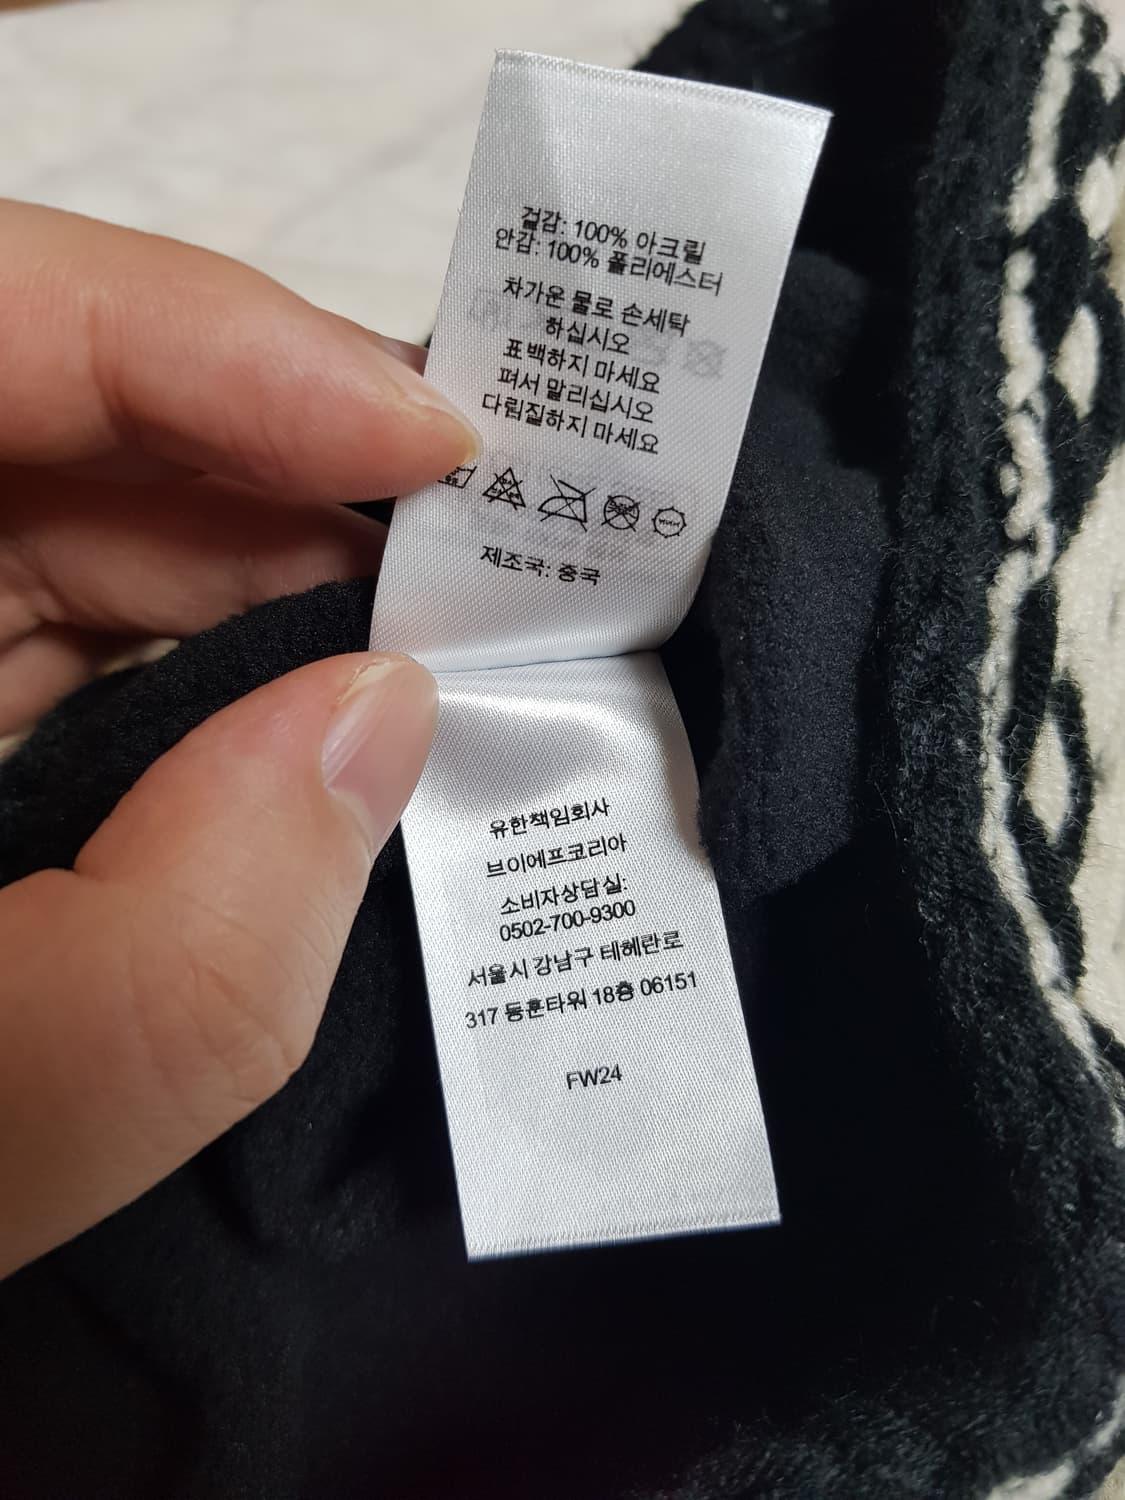 겉감: 100% 아크릴
안감: 100% 폴리에스터
차가운 물로 손세탁
하십시오
표백하지 마세요
펴서 말리십시오
다림질하지 마세요
제조국: 중국
유한책임회사
브이에프코리아
소비자상담실:
0502-700-9300
서울시 강남구 테헤란로
317 동훈타워 18층 06151
FW24